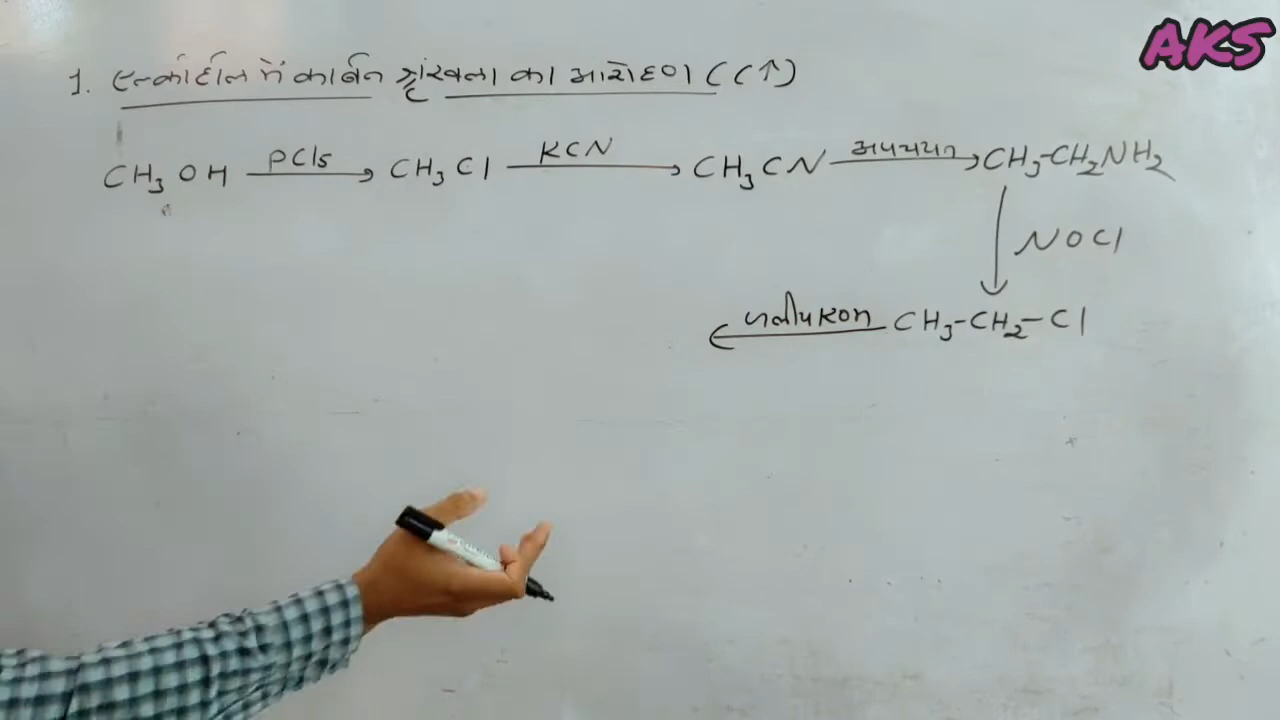 AKS
1. एल्कोहॉल में कार्बन श्रृंखला का आरोहण (C↑)
CH₃OH —PCl₅→ CH₃Cl —KCN→ CH₃CN —अपचयन→ CH₃-CH₂NH₂
↓ NOCl
← जलीयKOH CH₃-CH₂-Cl